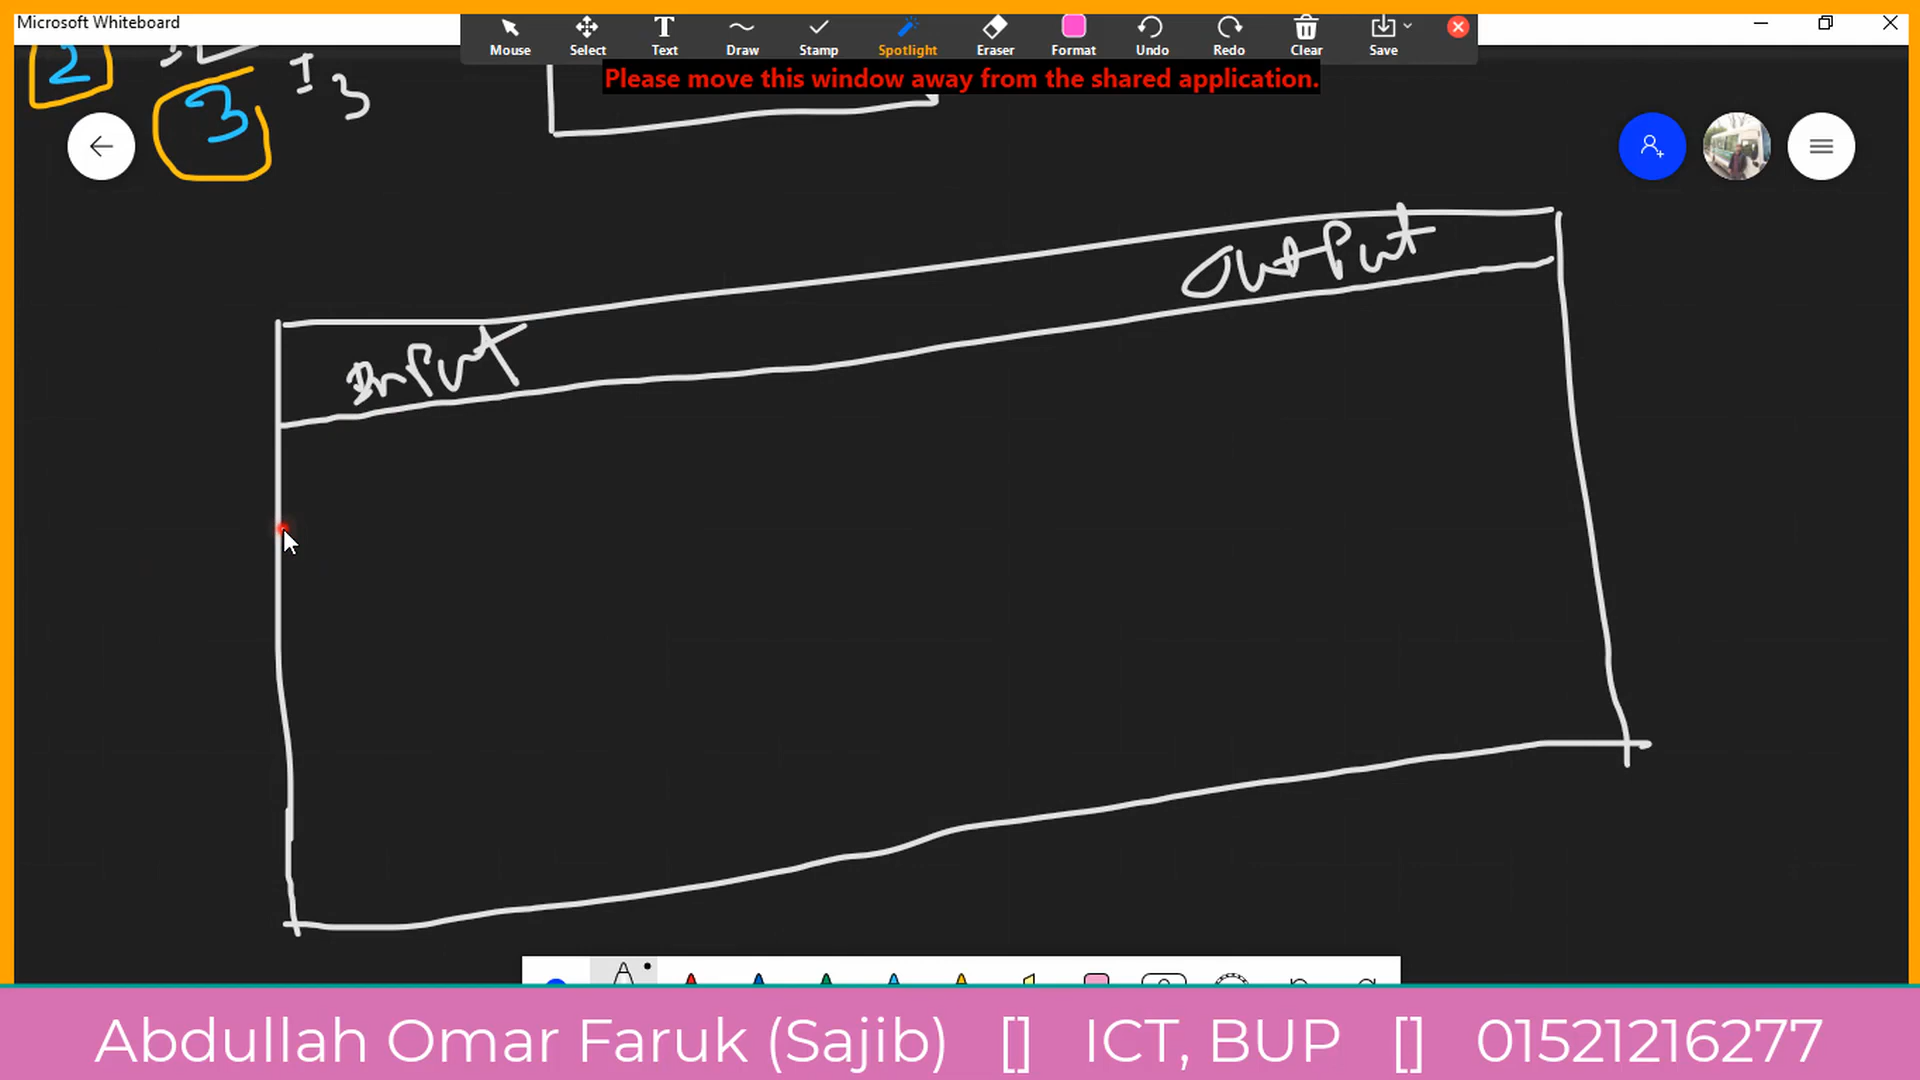 Microsoft Whiteboard
Mouse Select Text Draw Stamp Spotlight Eraser Format Undo Redo Clear Save
Please move this window away from the shared application.
2
3
3
Input
OutPut
Abdullah Omar Faruk (Sajib) [] ICT, BUP [] 01521216277